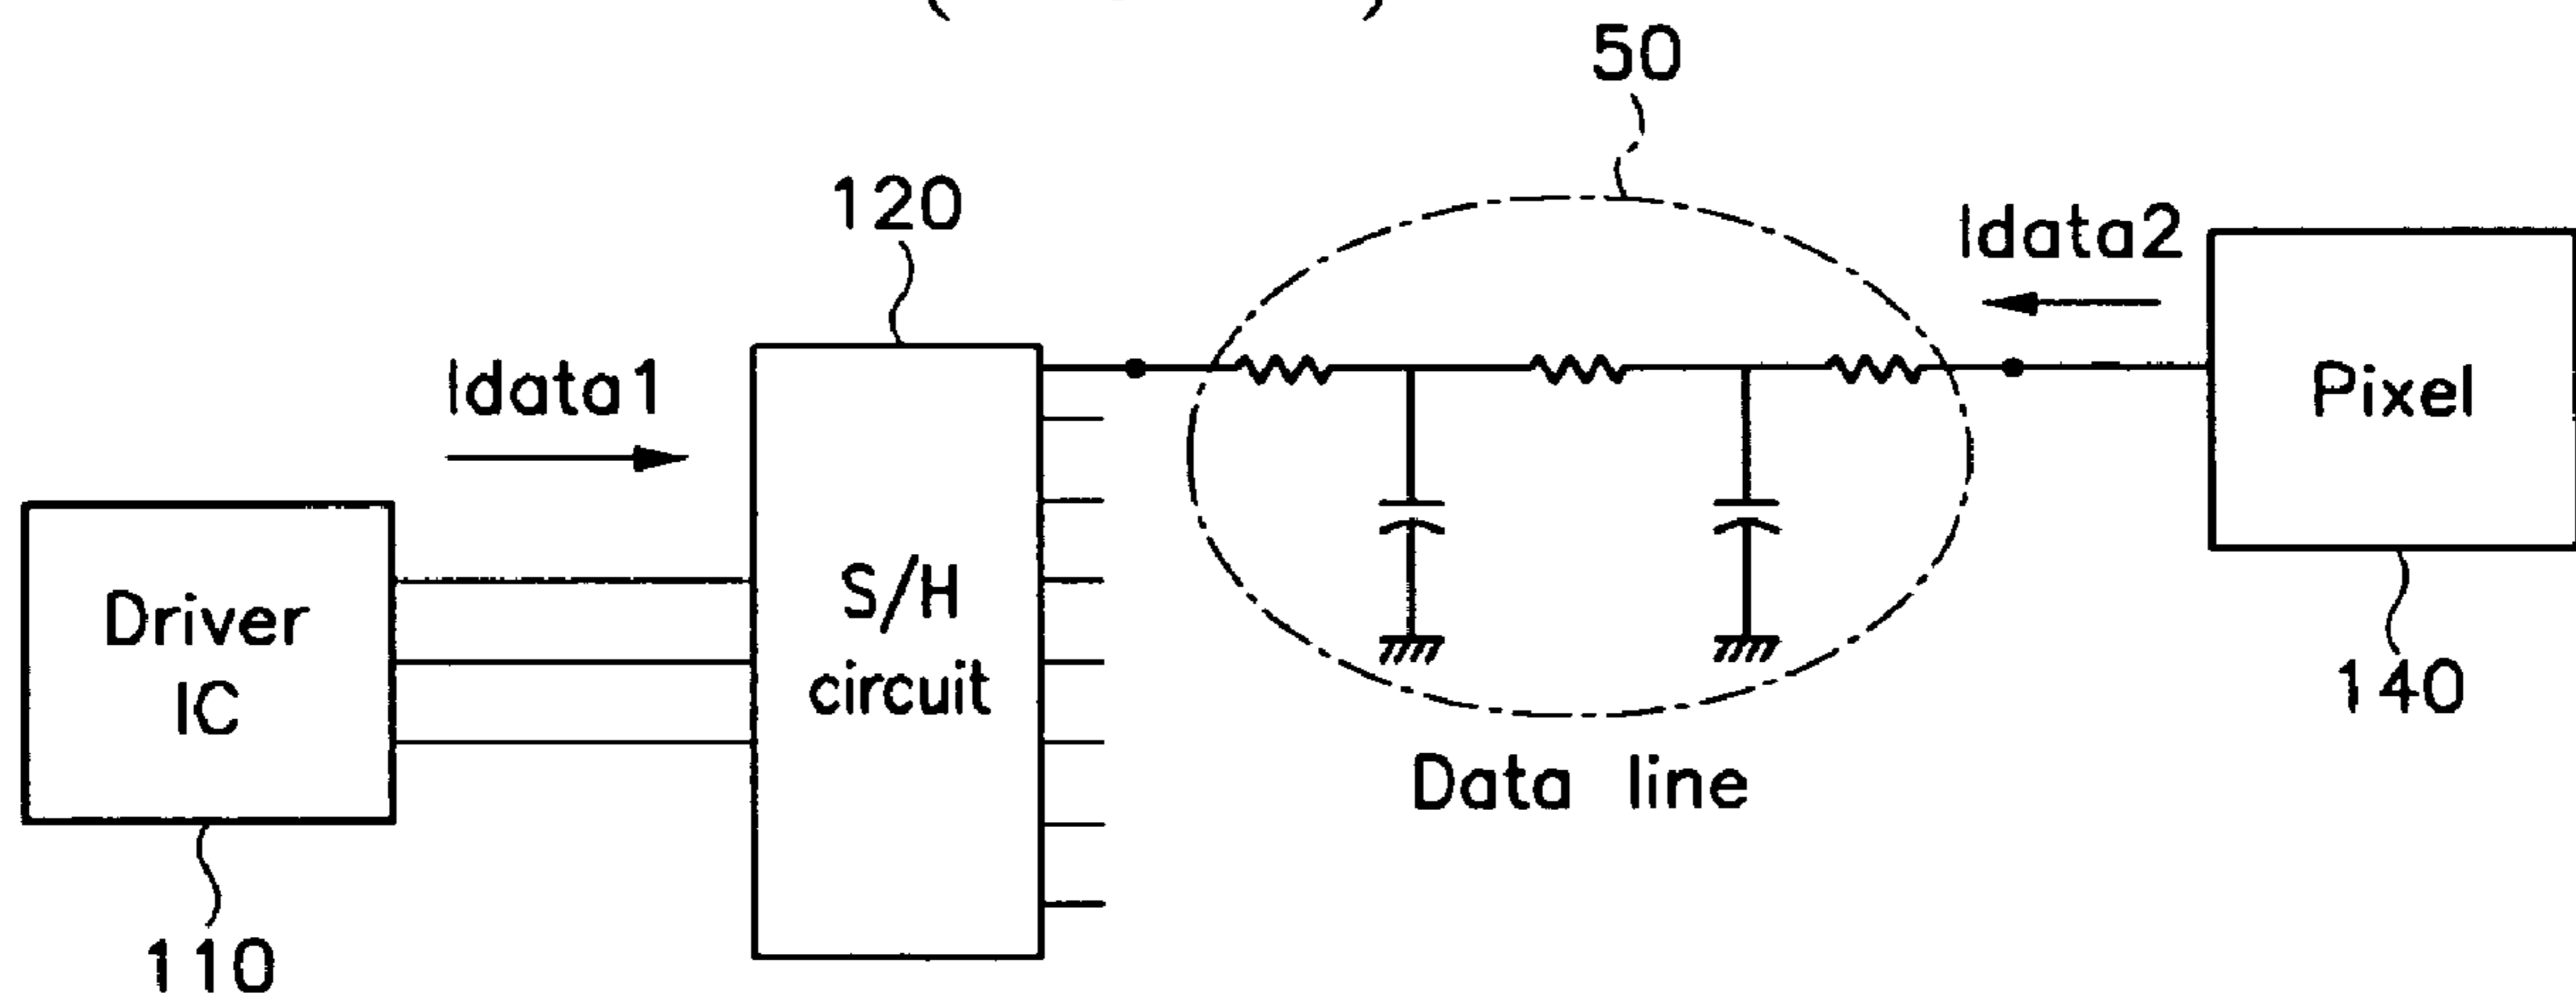 50
120
Idata2
Idata1
Pixel
S/H
circuit
Driver
IC
140
Data line
110